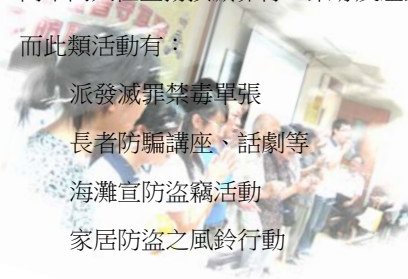 而此類活動有：
派發滅罪禁毒單張
長者防騙講座、話劇等
海灘宣防盜竊活動
家居防盜之風鈴行動